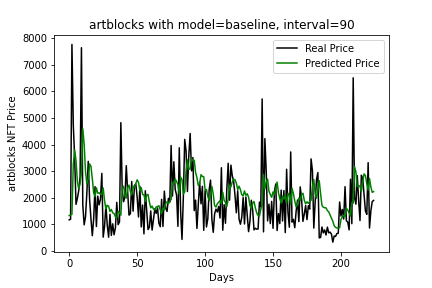 artblocks with model=baseline, interval=90
Real Price
Predicted Price
artblocks NFT Price
8000
7000
6000
5000
4000
3000
2000
1000
0
0
50
100
150
200
Days